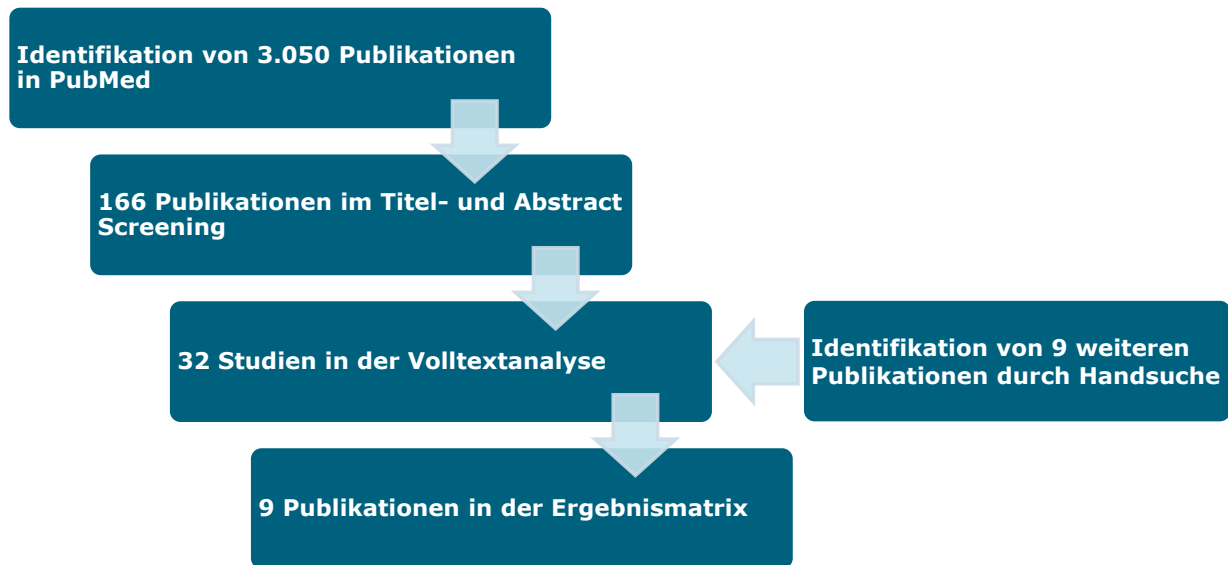 Identifikation von 3.050 Publikationen
in PubMed
166 Publikationen im Titel- und Abstract
Screening
32 Studien in der Volltextanalyse
Identifikation von 9 weiteren
Publikationen durch Handsuche
9 Publikationen in der Ergebnismatrix